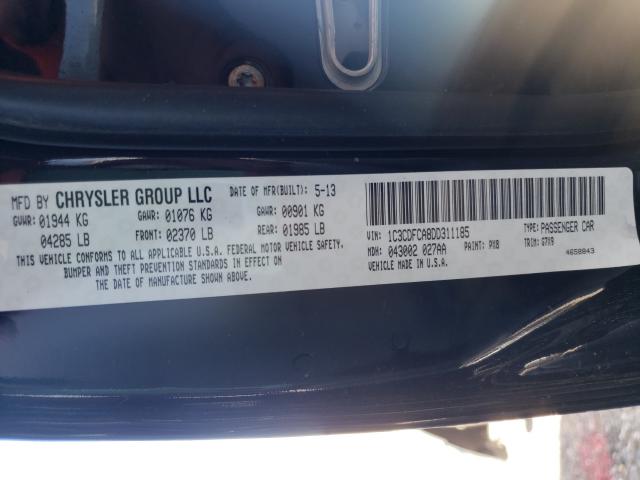 MFD BY CHRYSLER GROUP LLC DATE OF MFR(BUILT): 5-13
GVWR: 01944 KG GAWR: 01076 KG GAWR: 00901 KG
04285 LB FRONT: 02370 LB REAR: 01985 LB
THIS VEHICLE CONFORMS TO ALL APPLICABLE U.S.A. FEDERAL MOTOR VEHICLE SAFETY,
BUMPER AND THEFT PREVENTION STANDARDS IN EFFECT ON
THE DATE OF MANUFACTURE SHOWN ABOVE.
VIN: 1C3CDFCA8DD311185 TYPE: PASSENGER CAR
MDH: 043002 027AA PAINT: PX8 TRIM: G7X9
VEHICLE MADE IN U.S.A. 4658843